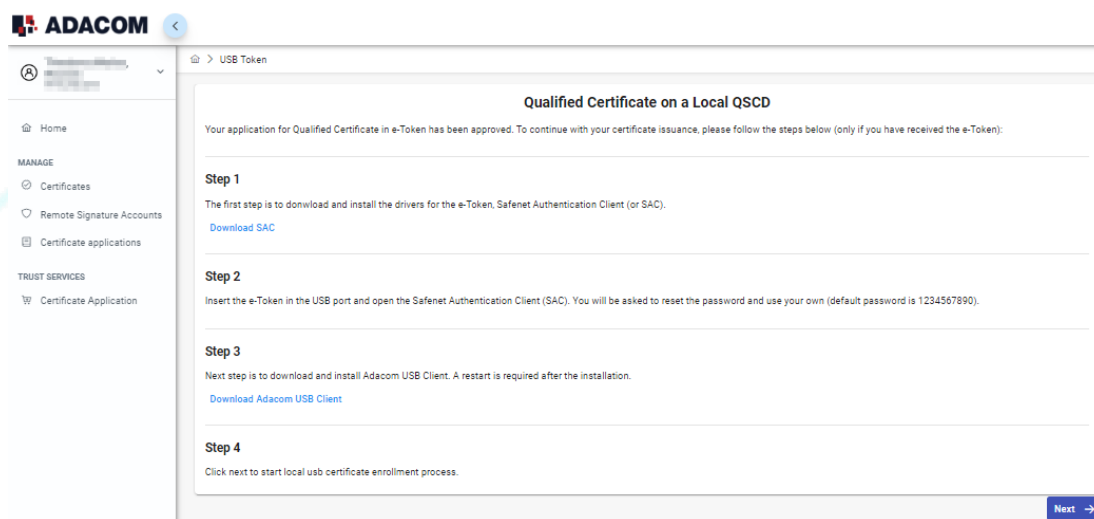 ADACOM
USB Token
Home
MANAGE
Certificates
Remote Signature Accounts
Certificate applications
TRUST SERVICES
Certificate Application
Qualified Certificate on a Local QSCD
Your application for Qualified Certificate in e-Token has been approved. To continue with your certificate issuance, please follow the steps below (only if you have received the e-Token):
Step 1
The first step is to donwload and install the drivers for the e-Token, Safenet Authentication Client (or SAC).
Download SAC
Step 2
Insert the e-Token in the USB port and open the Safenet Authentication Client (SAC). You will be asked to reset the password and use your own (default password is 1234567890).
Step 3
Next step is to download and install Adacom USB Client. A restart is required after the installation.
Download Adacom USB Client
Step 4
Click next to start local usb certificate enrollment process.
Next